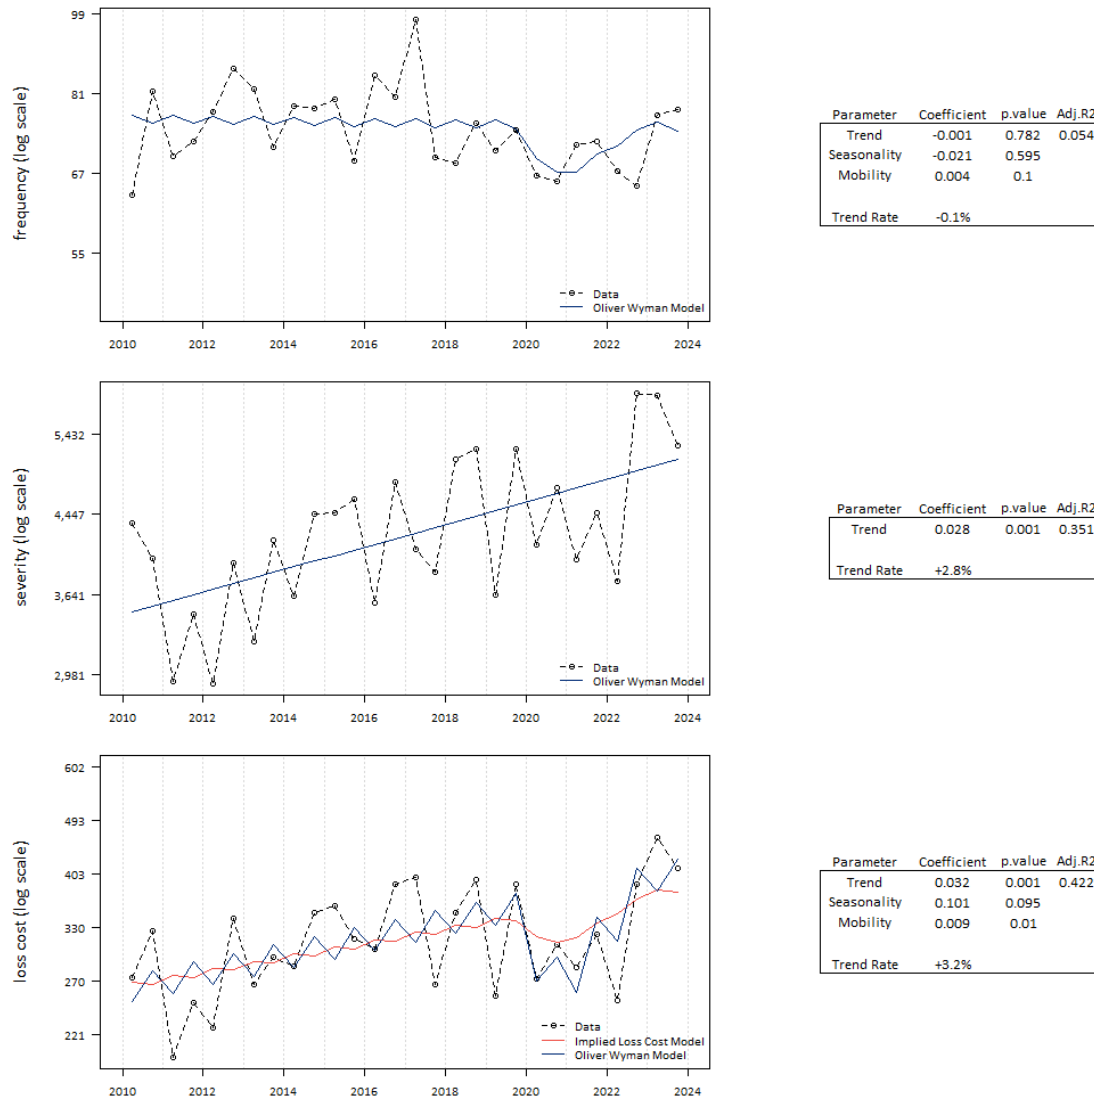 frequency (log scale)
99
81
67
55
Data
Oliver Wyman Model
2010 2012 2014 2016 2018 2020 2022 2024
Parameter Coefficient p.value Adj.R2
Trend -0.001 0.782 0.054
Seasonality -0.021 0.595
Mobility 0.004 0.1
Trend Rate -0.1%
severity (log scale)
5,432
4,447
3,641
2,981
Data
Oliver Wyman Model
2010 2012 2014 2016 2018 2020 2022 2024
Parameter Coefficient p.value Adj.R2
Trend 0.028 0.001 0.351
Trend Rate +2.8%
loss cost (log scale)
602
493
403
330
270
221
Data
Implied Loss Cost Model
Oliver Wyman Model
2010 2012 2014 2016 2018 2020 2022 2024
Parameter Coefficient p.value Adj.R2
Trend 0.032 0.001 0.422
Seasonality 0.101 0.095
Mobility 0.009 0.01
Trend Rate +3.2%